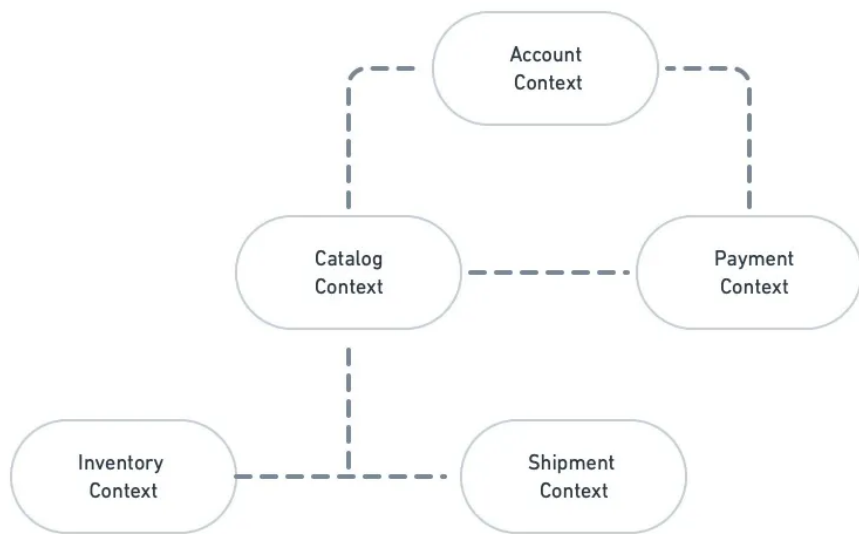 Account
Context
Catalog
Context
Payment
Context
Inventory
Context
Shipment
Context